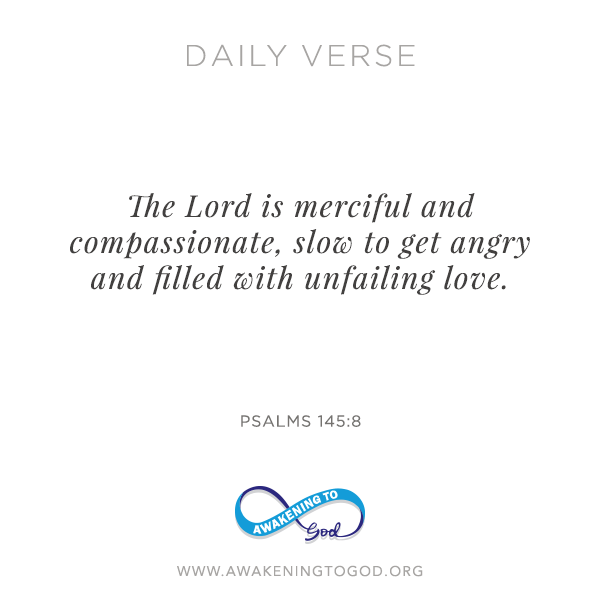 DAILY VERSE
The Lord is merciful and
compassionate, slow to get angry
and filled with unfailing love.
PSALMS 145:8
AWAKENING TO
God
WWW.AWAKENINGTOGOD.ORG